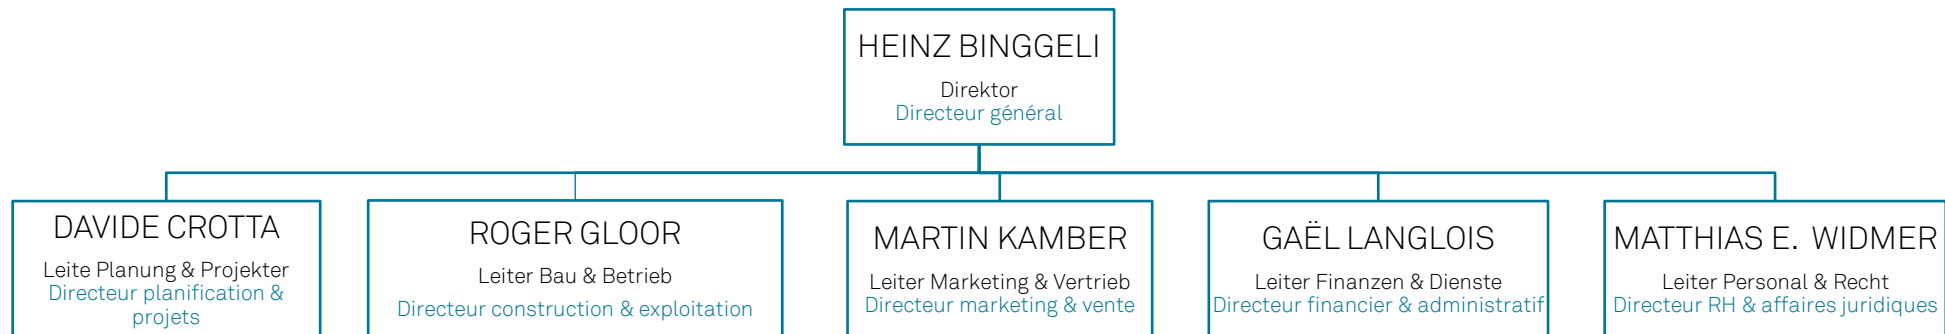 HEINZ BINGGELI
Direktor
Directeur général
DAVIDE CROTTA
Leite Planung & Projekter
Directeur planification &
projets
ROGER GLOOR
Leiter Bau & Betrieb
Directeur construction & exploitation
MARTIN KAMBER
Leiter Marketing & Vertrieb
Directeur marketing & vente
GAËL LANGLOIS
Leiter Finanzen & Dienste
Directeur financier & administratif
MATTHIAS E. WIDMER
Leiter Personal & Recht
Directeur RH & affaires juridiques